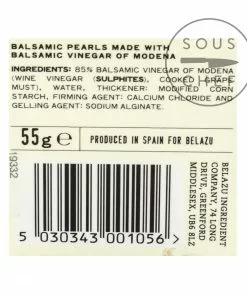 SOUS
BALSAMIC PEARLS MADE WITH
BALSAMIC VINEGAR OF MODENA
INGREDIENTS: 85% BALSAMIC VINEGAR OF MODENA
(WINE VINEGAR (SULPHITES), COOKED GRAPE
MUST), WATER, THICKENER: MODIFIED CORN
STARCH, FIRMING AGENT: CALCIUM CHLORIDE AND
GELLING AGENT: SODIUM ALGINATE.
55g e
PRODUCED IN SPAIN FOR BELAZU
19332
5 030343 001056 >
BELAZU INGREDIENT
COMPANY, 74 LONG
DRIVE, GREENFORD
MIDDLESEX, UB6 8LZ